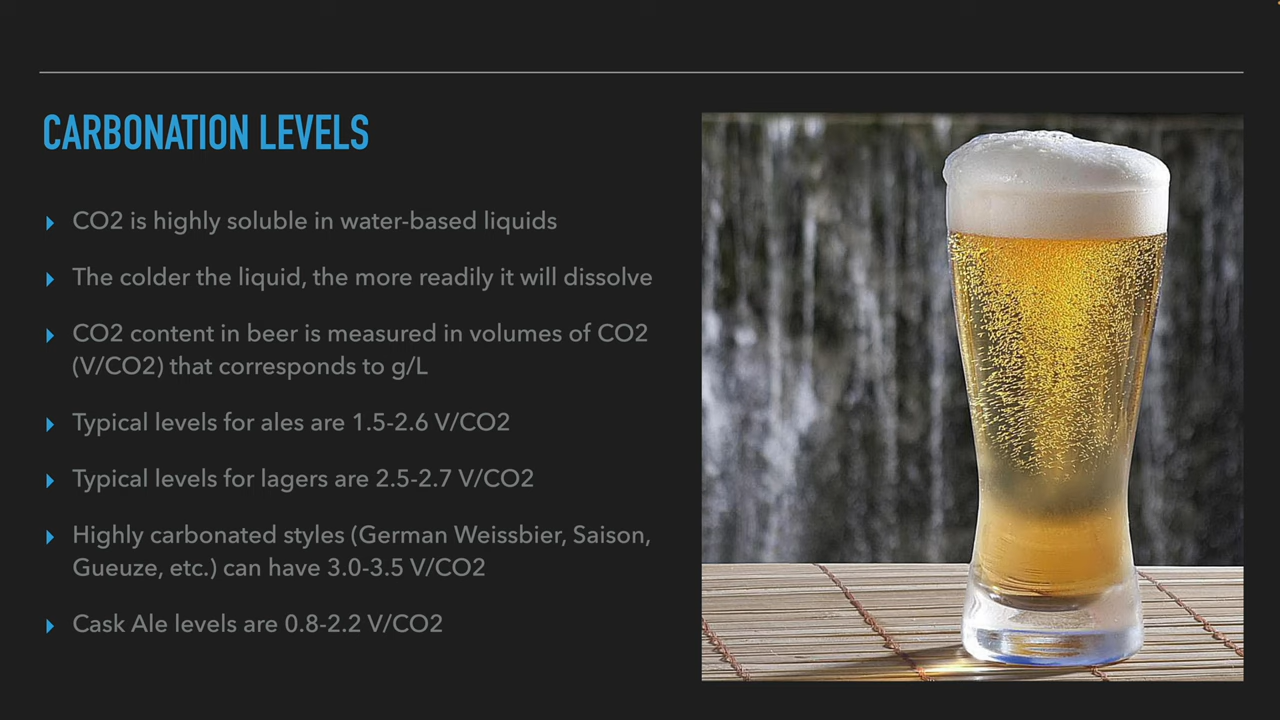 CARBONATION LEVELS
CO2 is highly soluble in water-based liquids
The colder the liquid, the more readily it will dissolve
CO2 content in beer is measured in volumes of CO2
(V/CO2) that corresponds to g/L
Typical levels for ales are 1.5-2.6 V/CO2
Typical levels for lagers are 2.5-2.7 V/CO2
Highly carbonated styles (German Weissbier, Saison,
Gueuze, etc.) can have 3.0-3.5 V/CO2
Cask Ale levels are 0.8-2.2 V/CO2